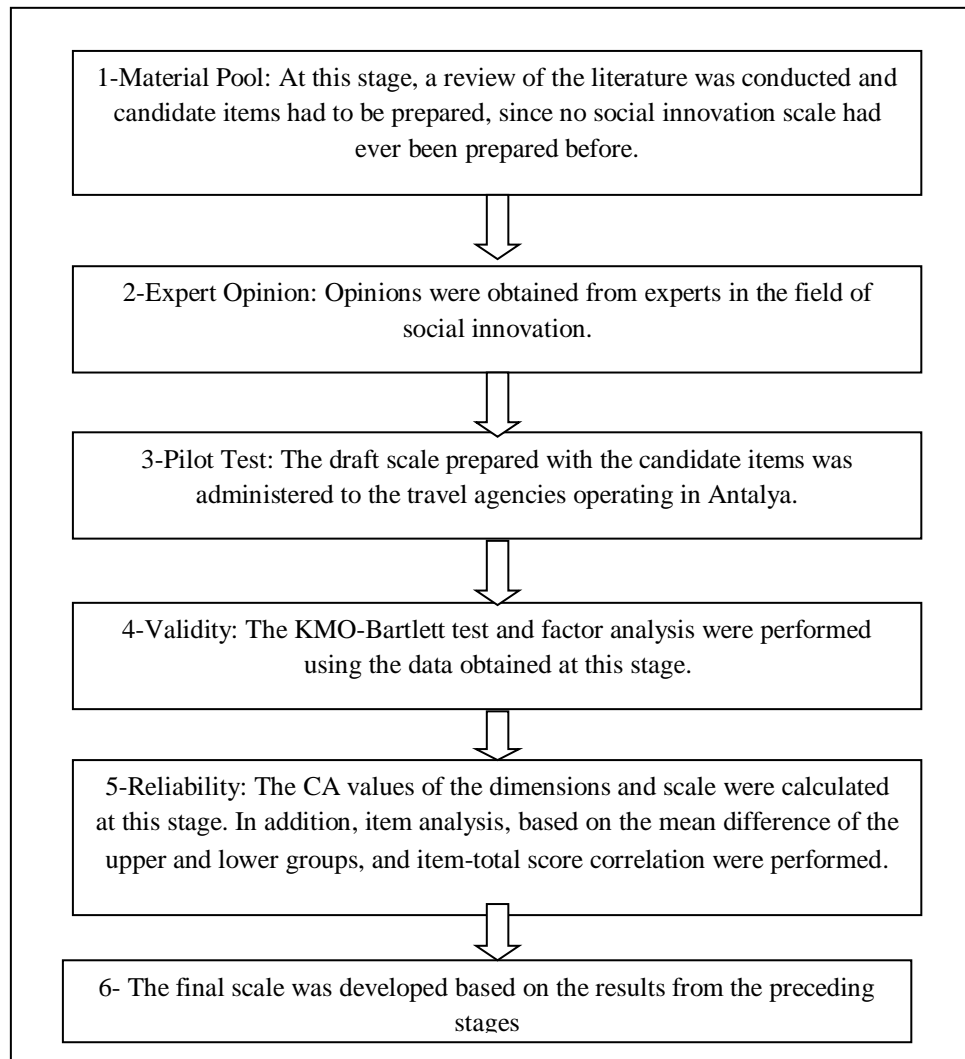 1-Material Pool: At this stage, a review of the literature was conducted and
candidate items had to be prepared, since no social innovation scale had
ever been prepared before.
2-Expert Opinion: Opinions were obtained from experts in the field of
social innovation.
3-Pilot Test: The draft scale prepared with the candidate items was
administered to the travel agencies operating in Antalya.
4-Validity: The KMO-Bartlett test and factor analysis were performed
using the data obtained at this stage.
5-Reliability: The CA values of the dimensions and scale were calculated
at this stage. In addition, item analysis, based on the mean difference of the
upper and lower groups, and item-total score correlation were performed.
6- The final scale was developed based on the results from the preceding
stages